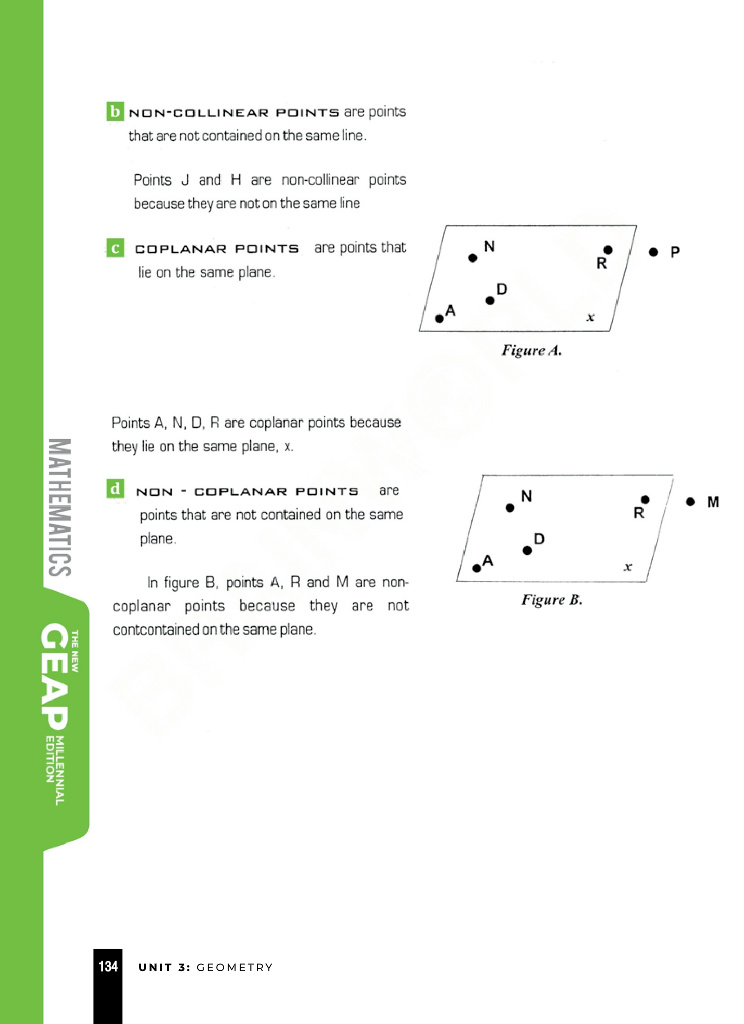 b NON-COLLINEAR POINTS are points
that are not contained on the same line.
Points J and H are non-collinear points
because they are not on the same line
c COPLANAR POINTS are points that
lie on the same plane.
N
R
P
D
A
x
Figure A.
Points A, N, D, R are coplanar points because
they lie on the same plane, x.
d NON - COPLANAR POINTS are
points that are not contained on the same
plane.
In figure B, points A, R and M are non-
coplanar points because they are not
contcontained on the same plane.
N
R
M
D
A
x
Figure B.
MATHEMATICS
THE NEW
GEAP
MILLENNIAL
EDITION
134 UNIT 3: GEOMETRY